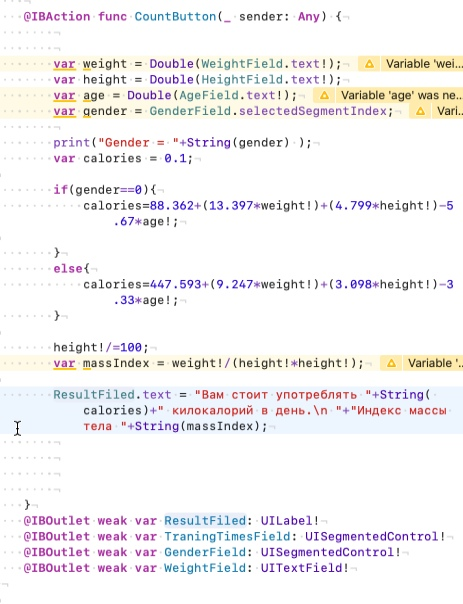 @IBAction func CountButton(_ sender: Any) {
var weight = Double(WeightField.text!); Variable 'wei...
var height = Double(HeightField.text!);
var age = Double(AgeField.text!); Variable 'age' was ne...
var gender = GenderField.selectedSegmentIndex; Vari...
print("Gender = "+String(gender) );
var calories = 0.1;
if(gender==0){
calories=88.362+(13.397*weight!)+(4.799*height!)-5
.67*age!;
}
else{
calories=447.593+(9.247*weight!)+(3.098*height!)-3
.33*age!;
}
height!/=100;
var massIndex = weight!/(height!*height!); Variable '...
ResultFiled.text = "Вам стоит употреблять "+String(
calories)+" килокалорий в день.\n "+"Индекс массы
тела "+String(massIndex);
}
@IBOutlet weak var ResultFiled: UILabel!
@IBOutlet weak var TraningTimesField: UISegmentedControl!
@IBOutlet weak var GenderField: UISegmentedControl!
@IBOutlet weak var WeightField: UITextField!